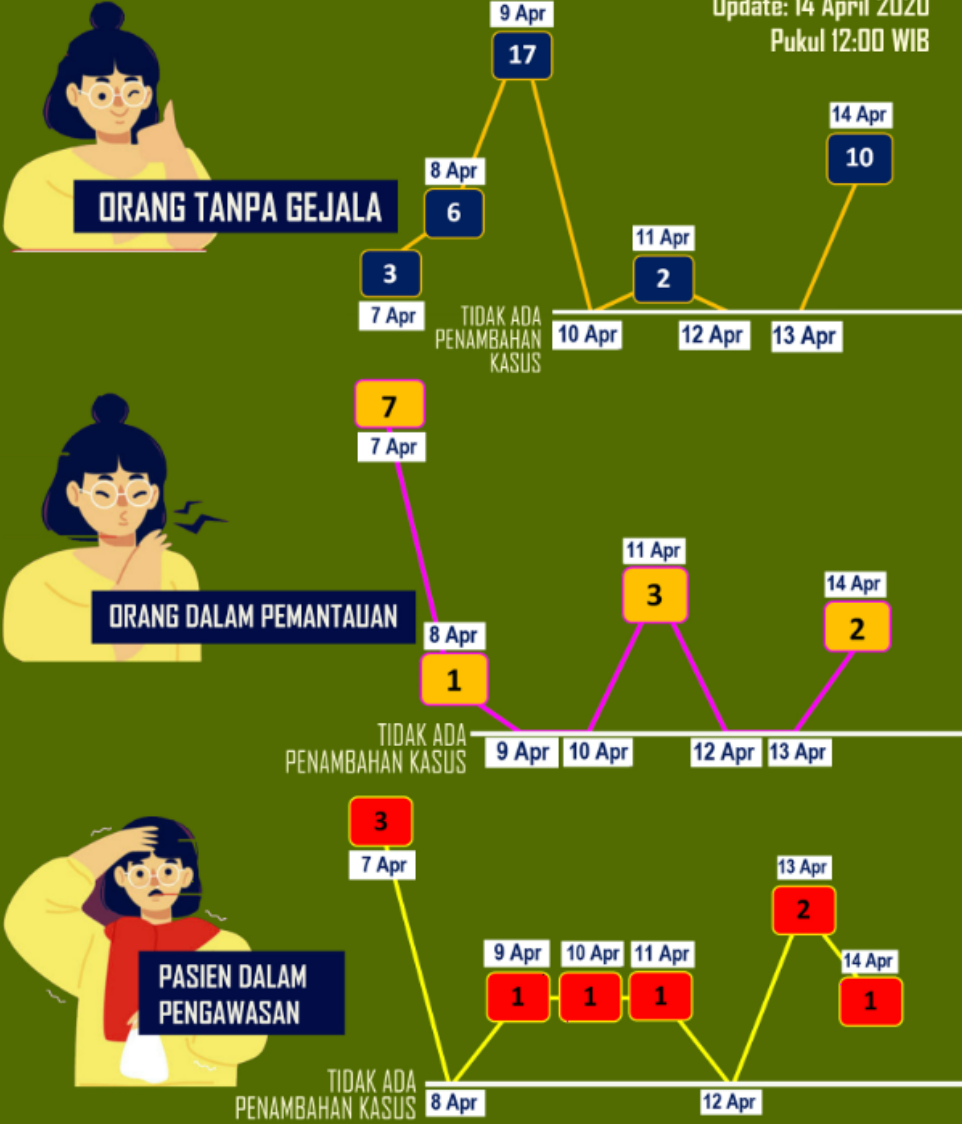 Update: 14 April 2020
Pukul 12:00 WIB
9 Apr
17
14 Apr
10
8 Apr
6
ORANG TANPA GEJALA
11 Apr
2
3
7 Apr
TIDAK ADA
PENAMBAHAN
KASUS
10 Apr
12 Apr
13 Apr
7
7 Apr
11 Apr
3
14 Apr
2
ORANG DALAM PEMANTAUAN
8 Apr
1
TIDAK ADA
PENAMBAHAN KASUS
9 Apr
10 Apr
12 Apr
13 Apr
3
7 Apr
13 Apr
2
9 Apr
10 Apr
11 Apr
1
1
1
14 Apr
1
PASIEN DALAM
PENGAWASAN
TIDAK ADA
PENAMBAHAN KASUS
8 Apr
12 Apr